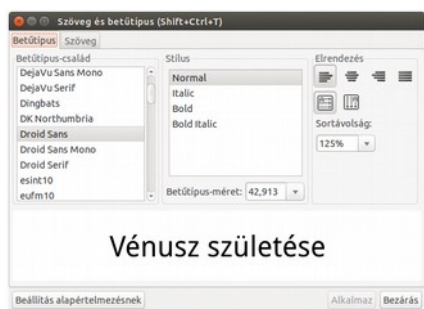 Szöveg és betűtípus (Shift+Ctrl+T)
Betűtípus Szöveg
Betűtípus-család
DejaVu Sans Mono
DejaVu Serif
Dingbats
DK Northumbria
Droid Sans
Droid Sans Mono
Droid Serif
esint10
eufm10
Stílus
Normal
Italic
Bold
Bold Italic
Betűtípus-méret: 42,913
Elrendezés
Sortávolság:
125%
Vénusz születése
Beállítás alapértelmezésnek
Alkalmaz Bezárás